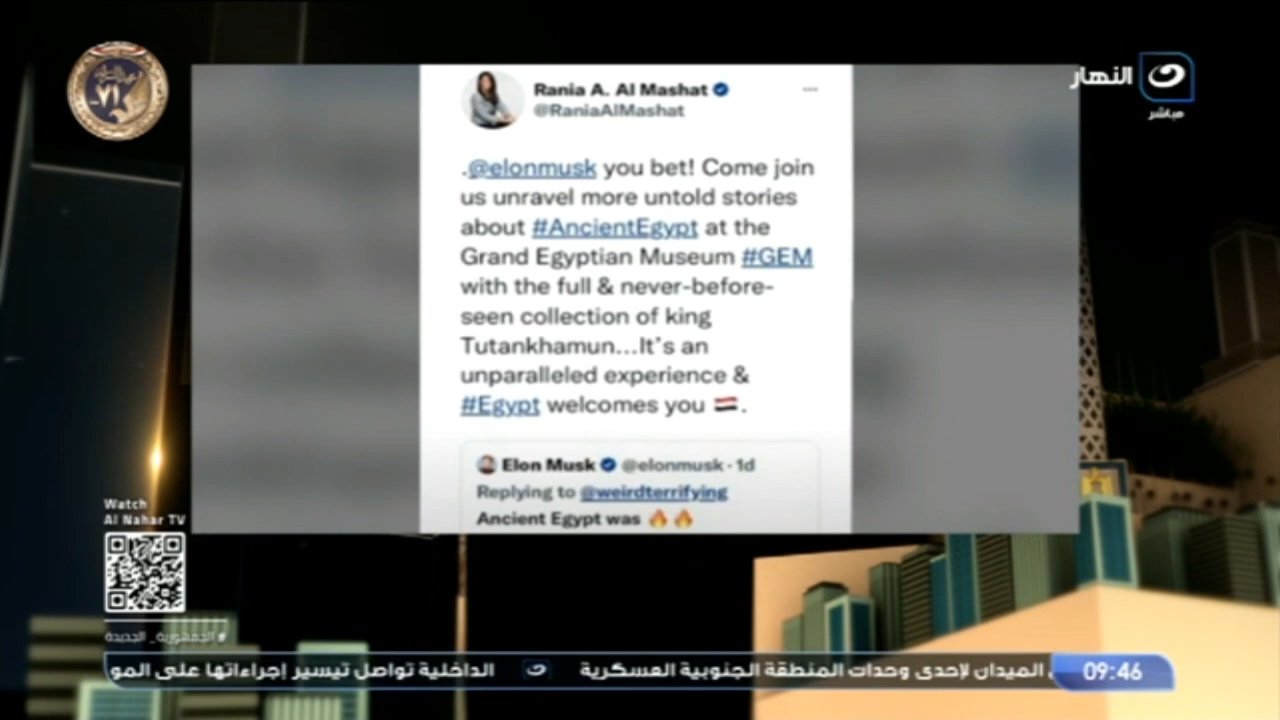 النهار
مباشر
Rania A. Al Mashat
@RaniaAlMashat
.@elonmusk you bet! Come join
us unravel more untold stories
about #AncientEgypt at the
Grand Egyptian Museum #GEM
with the full & never-before-
seen collection of king
Tutankhamun...It's an
unparalleled experience &
#Egypt welcomes you 🇪🇬.
Elon Musk @elonmusk · 1d
Replying to @weirdterrifying
Ancient Egypt was 🔥🔥
Watch
Al Nahar TV
#الجمهورية_الجديدة
الميدان لإحدى وحدات المنطقة الجنوبية العسكرية
الداخلية تواصل تيسير إجراءاتها على المو
09:46